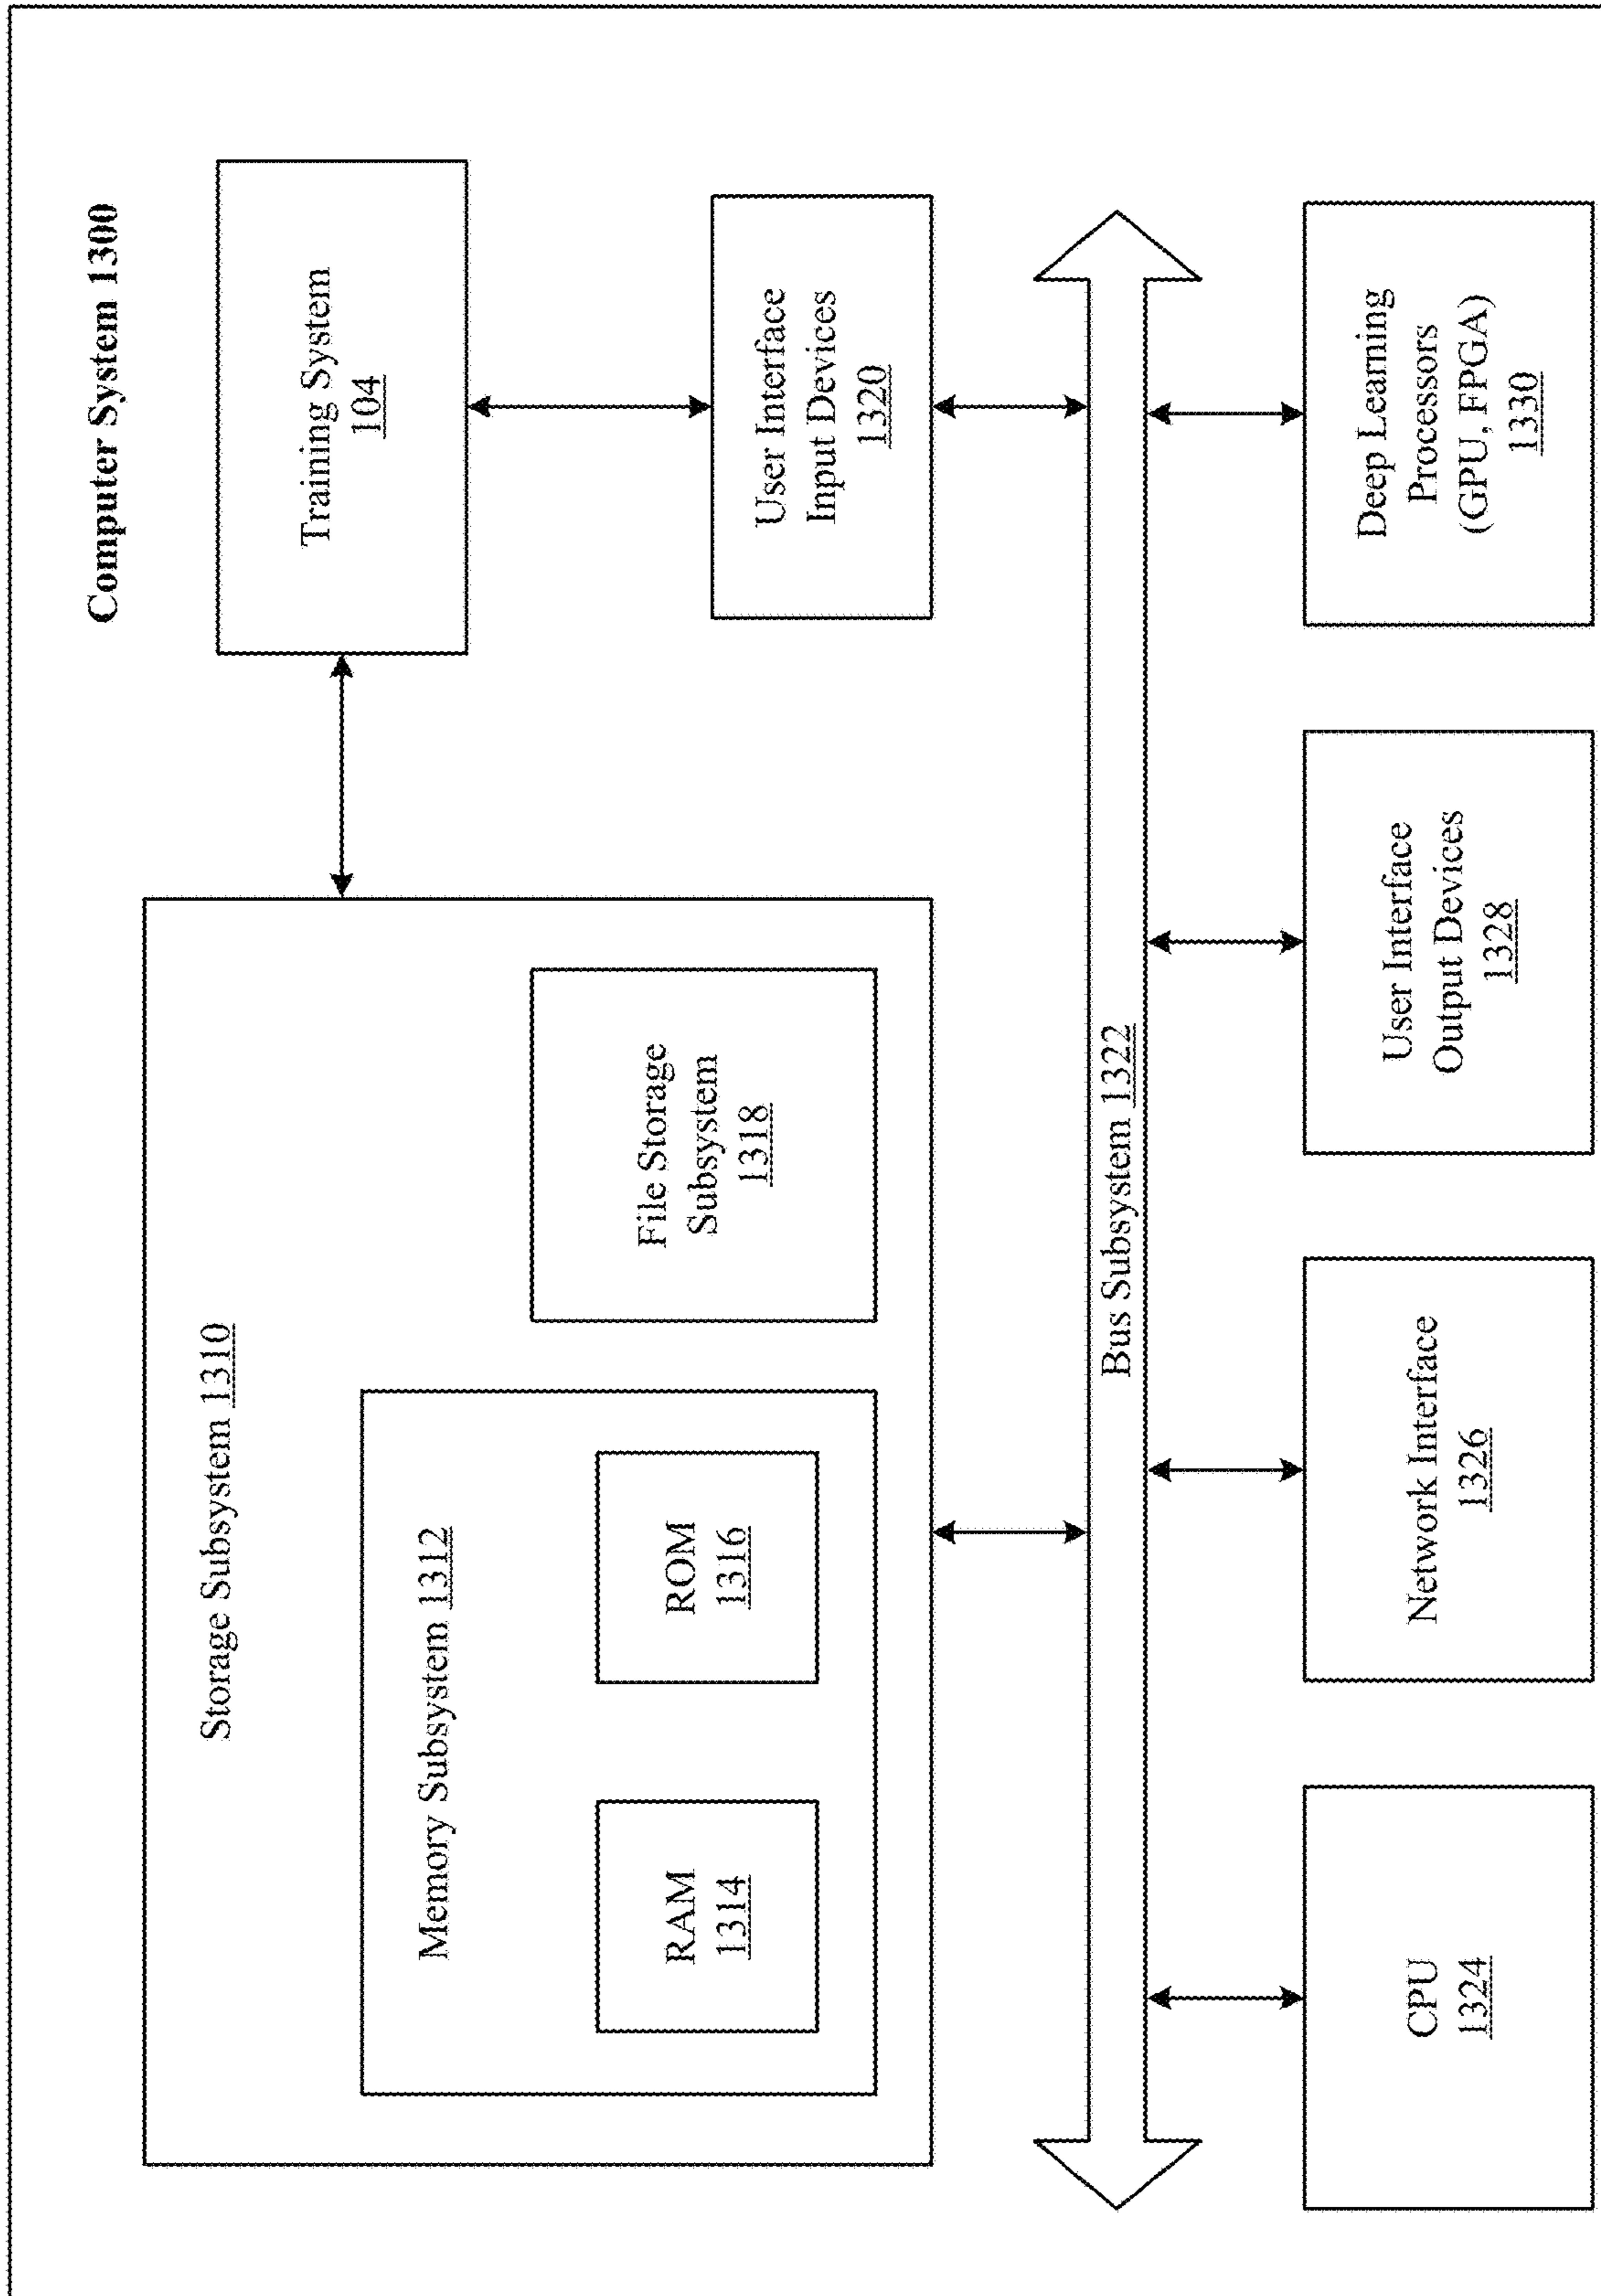 Computer System 1300
Storage Subsystem 1310
Training System
104
Memory Subsystem 1312
RAM
1314
ROM
1316
File Storage
Subsystem
1318
User Interface
Input Devices
1320
Bus Subsystem 1322
CPU
1324
Network Interface
1326
User Interface
Output Devices
1328
Deep Learning
Processors
(GPU, FPGA)
1330